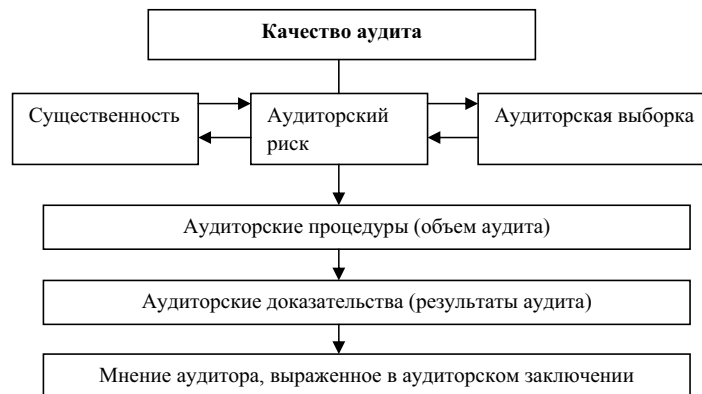 Качество аудита
Существенность
Аудиторский
риск
Аудиторская выборка
Аудиторские процедуры (объем аудита)
Аудиторские доказательства (результаты аудита)
Мнение аудитора, выраженное в аудиторском заключении